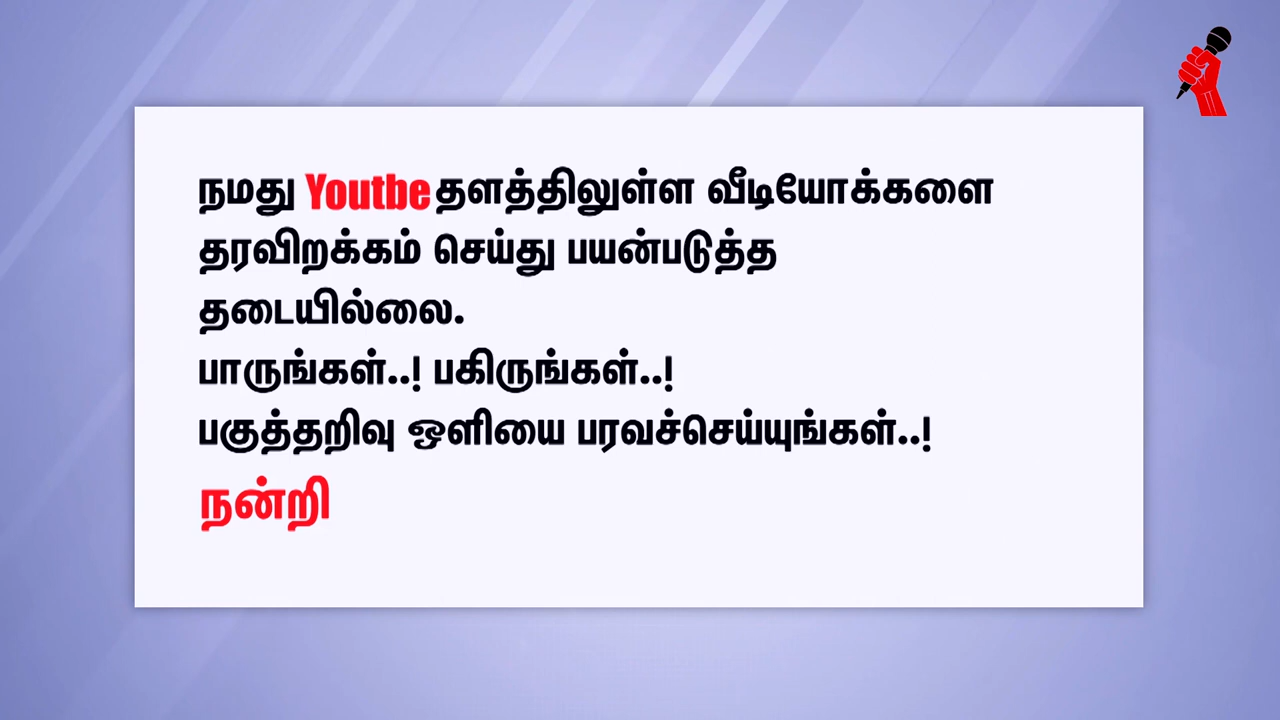 நமது Youtbe தளத்திலுள்ள வீடியோக்களை
தரவிறக்கம் செய்து பயன்படுத்த
தடையில்லை.
பாருங்கள்..! பகிருங்கள்..!
பகுத்தறிவு ஒளியை பரவச்செய்யுங்கள்..!
நன்றி